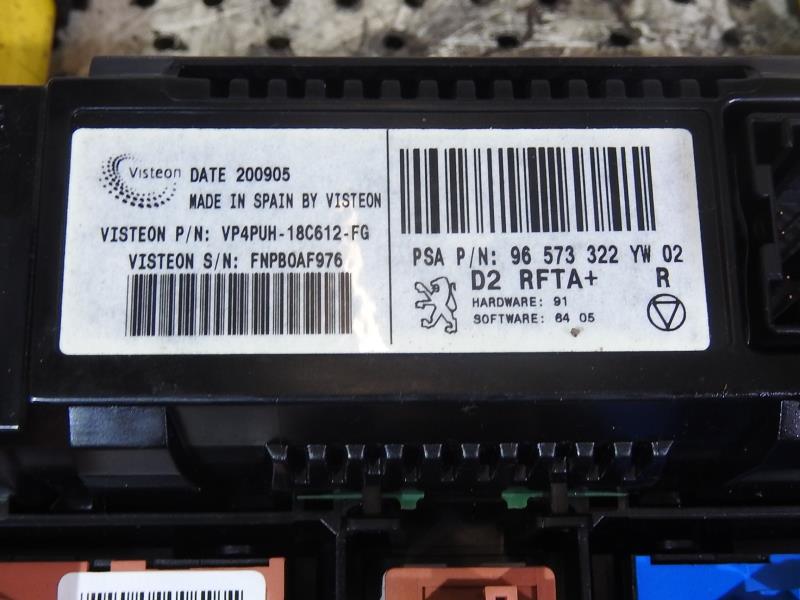 Visteon
DATE 200905
MADE IN SPAIN BY VISTEON
VISTEON P/N: VP4PUH-18C612-FG
VISTEON S/N: FNPB0AF976
PSA P/N: 96 573 322 YW 02
D2 RFTA+ R
HARDWARE: 91
SOFTWARE: 64 05